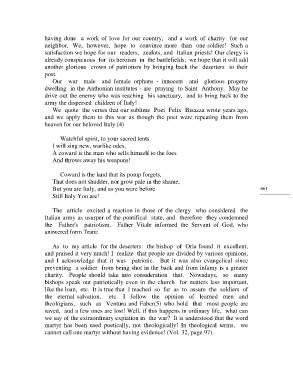 having done a work of love for our country, and a work of charity for our
neighbor. We, however, hope to convince more than one soldier! Such a
satisfaction we hope for our readers, zealots, and Italian priests! Our clergy is
already conspicuous for its heroism in the battlefields; we hope that it will add
another glorious crown of patriotism by bringing back the deserters to their
post.
Our war male and female orphans - innocent and glorious progeny
dwelling in the Anthonian institutes - are praying to Saint Anthony. May he
drive out the enemy who was reaching his sanctuary, and to bring back to the
army the dispersed children of Italy!
We quote the verses that our sublime Poet Felix Bisazza wrote years ago,
and we apply them to this war as though the poet were repeating them from
heaven for our beloved Italy (4)
Watchful spirit, to your sacred tents
I will sing new, warlike odes,
A coward is the man who sells himself to the foes
And throws away his weapons!
Coward is the land that its pomp forgets,
That does not shudder, nor grow pale in the shame,
But you are Italy, and as you were before
Still Italy You are!
661
The article excited a reaction in those of the clergy who considered the
Italian army as usurper of the pontifical state, and therefore they condemned
the Father's patriotism. Father Vitale informed the Servant of God, who
answered form Trani:
As to my article for the deserters: the bishop of Oria found it excellent,
and praised it very much! I realize that people are divided by various opinions,
and I acknowledge that it was patriotic. But it was also evangelical since
preventing a soldier from being shot in the back and from infamy is a greater
charity. People should take into consideration that. Nowadays, so many
bishops speak out patriotically even in the church for matters less important,
like the loan, etc. It is true that I reached so far as to assure the soldiers of
the eternal salvation, etc. I follow the opinion of learned men and
theologians, such as Ventura and Faber,5) who hold that most people are
saved, and a few ones are lost! Well, if this happens in ordinary life, what can
we say of the extraordinary expiation in the war? It is understood that the word
martyr has been used poetically, not theologically! In theological terms, we
cannot call one martyr without having evidence! (Vol. 32, page 97).